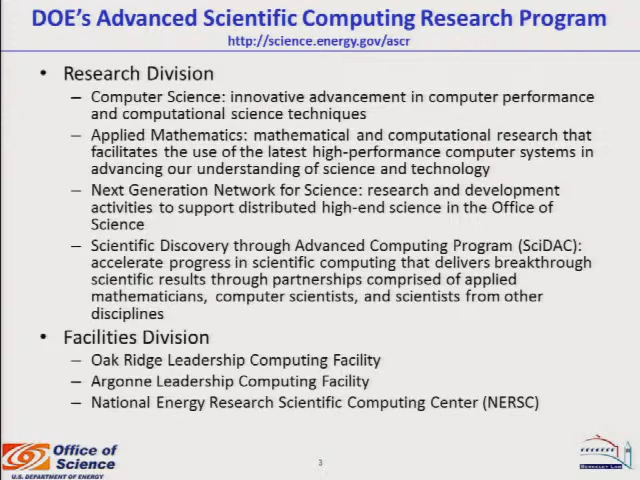 DOE's Advanced Scientific Computing Research Program
http://science.energy.gov/ascr
• Research Division
– Computer Science: innovative advancement in computer performance
and computational science techniques
– Applied Mathematics: mathematical and computational research that
facilitates the use of the latest high-performance computer systems in
advancing our understanding of science and technology
– Next Generation Network for Science: research and development
activities to support distributed high-end science in the Office of
Science
– Scientific Discovery through Advanced Computing Program (SciDAC):
accelerate progress in scientific computing that delivers breakthrough
scientific results through partnerships comprised of applied
mathematicians, computer scientists, and scientists from other
disciplines
• Facilities Division
– Oak Ridge Leadership Computing Facility
– Argonne Leadership Computing Facility
– National Energy Research Scientific Computing Center (NERSC)
Office of
Science
U.S. DEPARTMENT OF ENERGY
3
BERKELEY LAB